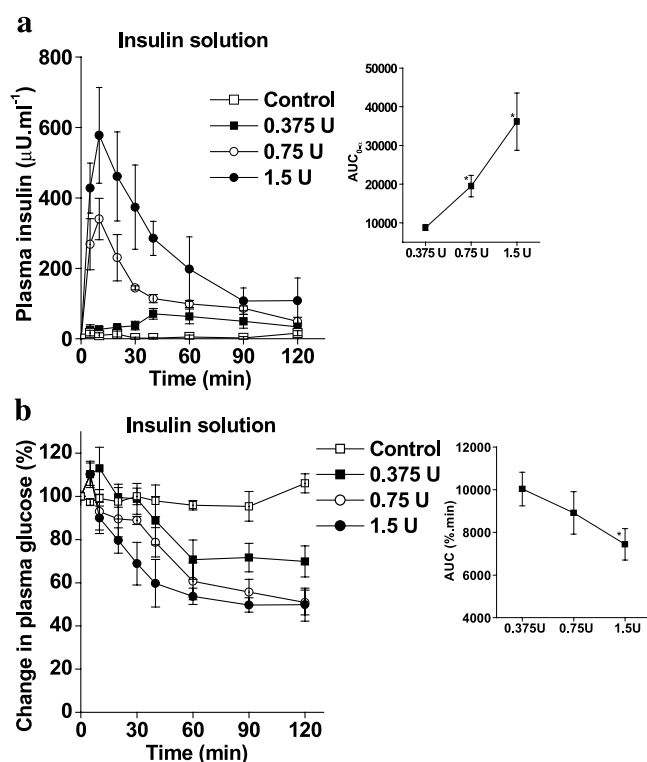 a
Insulin solution
Plasma insulin (μU.ml⁻¹)
800
600
400
200
0
Control
0.375 U
0.75 U
1.5 U
0 30 60 90 120
Time (min)
AUC₀₋α
50000
40000
30000
20000
10000
*
*
0.375 U 0.75 U 1.5 U
b
Insulin solution
Change in plasma glucose (%)
120
100
80
60
40
20
0
Control
0.375 U
0.75 U
1.5 U
0 30 60 90 120
Time (min)
AUC (%.min)
12000
10000
8000
6000
4000
*
0.375U 0.75U 1.5U